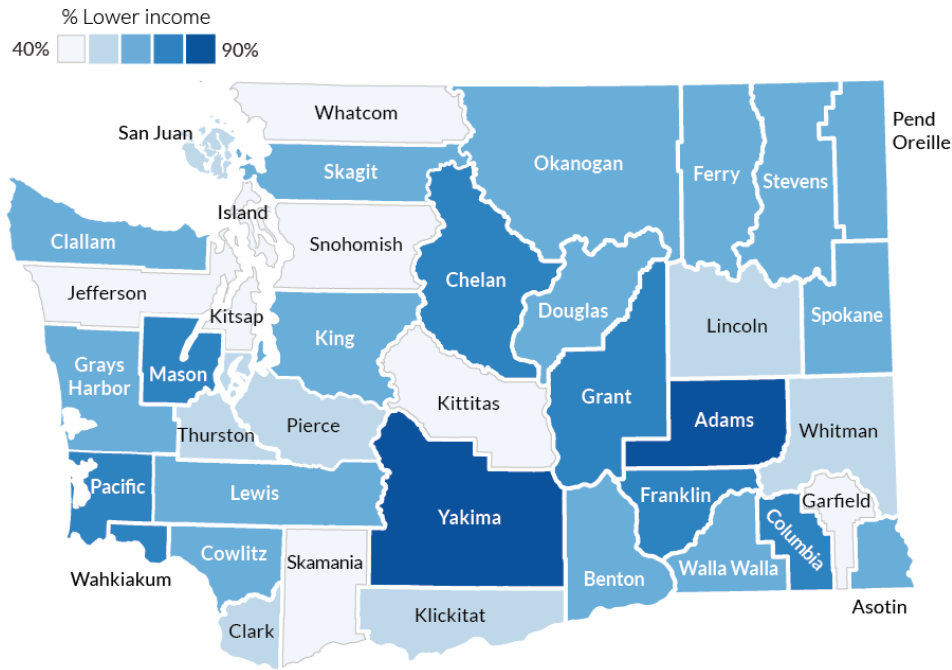 % Lower income
40%
90%
Whatcom
Pend
Oreille
San Juan
Okanogan
Skagit
Ferry
Stevens
Island
Clallam
Snohomish
Chelan
Jefferson
Kitsap
Douglas
Spokane
Lincoln
King
Grays
Harbor
Mason
Grant
Kittitas
Adams
Pierce
Thurston
Whitman
Pacific
Lewis
Franklin
Garfield
Yakima
Columbia
Cowlitz
Skamania
Walla Walla
Wahkiakum
Benton
Asotin
Klickitat
Clark